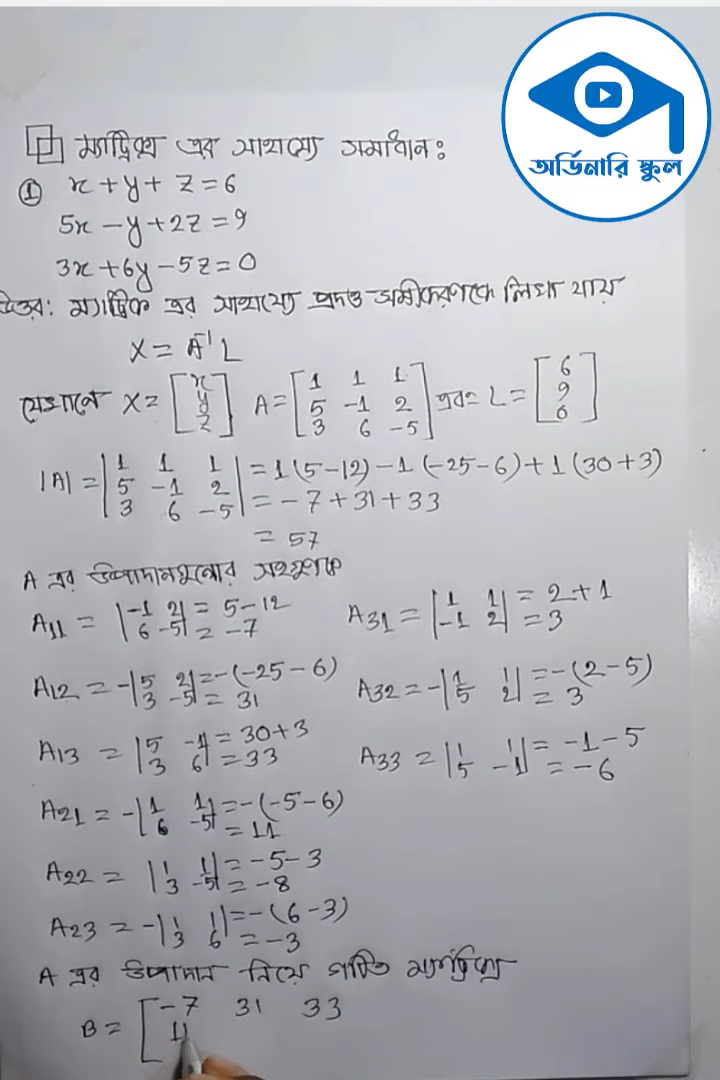 অর্ডিনারি স্কুল
ম্যাট্রিক্স এর সাহায্যে সমাধান:
① x + y + z = 6
5x - y + 2z = 9
3x + 6y - 5z = 0
উত্তর: ম্যাট্রিক্স এর সাহায্যে প্রদত্ত সমীকরণকে লিখা যায়
X = A⁻¹ L
যেখানে X = [x y z] A = [1 1 1 5 -1 2 3 6 -5] এবং L = [6 9 0]
|A| = |1 1 1 5 -1 2 3 6 -5| = 1(5-12) - 1(-25-6) + 1(30+3)
= -7 + 31 + 33
= 57
A এর উপাদানগুলোর সহগুণক
A11 = |-1 2 6 -5| = 5-12 = -7
A12 = -|5 2 3 -5| = -(-25-6) = 31
A13 = |5 -1 3 6| = 30+3 = 33
A21 = -|1 1 6 -5| = -(-5-6) = 11
A22 = |1 1 3 -5| = -5-3 = -8
A23 = -|1 1 3 6| = -(6-3) = -3
A31 = |1 1 -1 2| = 2+1 = 3
A32 = -|1 1 5 2| = -(2-5) = 3
A33 = |1 1 5 -1| = -1-5 = -6
A এর উপাদান নিয়ে গঠিত ম্যাট্রিক্স
B = [-7 31 33
11